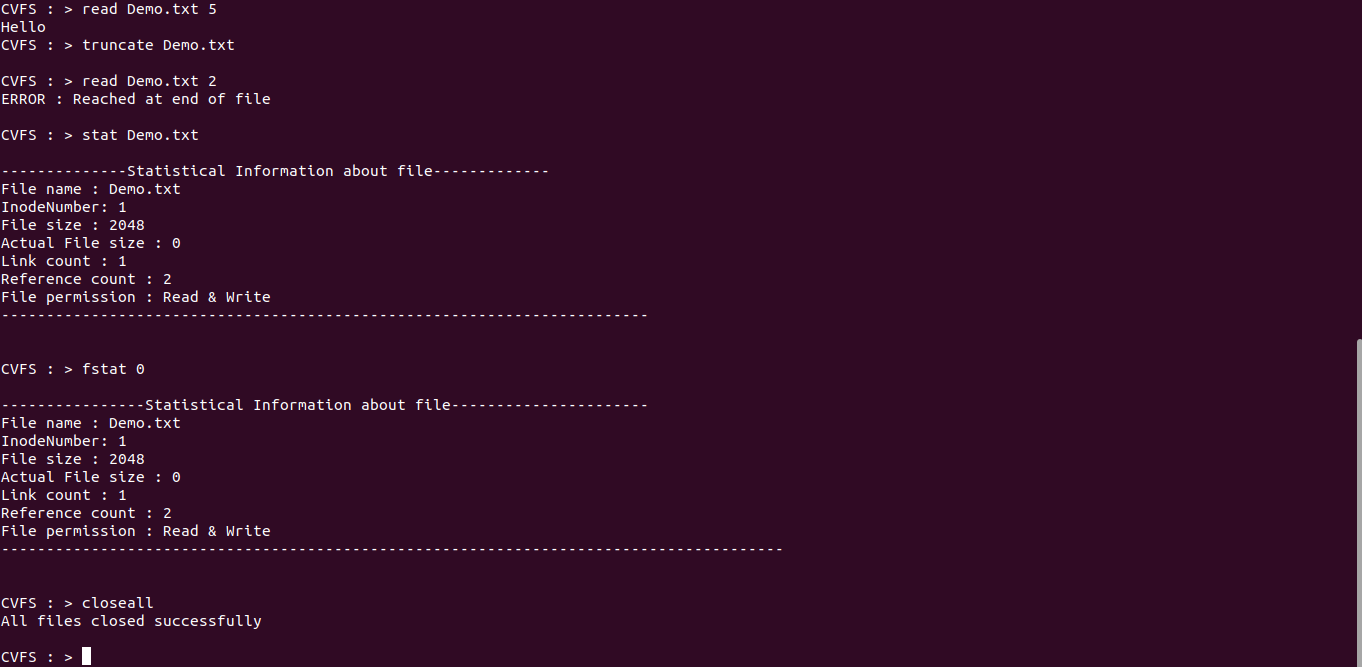 CVFS : > read Demo.txt 5
Hello
CVFS : > truncate Demo.txt
CVFS : > read Demo.txt 2
ERROR : Reached at end of file
CVFS : > stat Demo.txt
--------------Statistical Information about file-------------
File name : Demo.txt
InodeNumber: 1
File size : 2048
Actual File size : 0
Link count : 1
Reference count : 2
File permission : Read & Write
------------------------------------------------------------------------
CVFS : > fstat 0
----------------Statistical Information about file----------------------
File name : Demo.txt
InodeNumber: 1
File size : 2048
Actual File size : 0
Link count : 1
Reference count : 2
File permission : Read & Write
---------------------------------------------------------------------------------------
CVFS : > closeall
All files closed successfully
CVFS : >